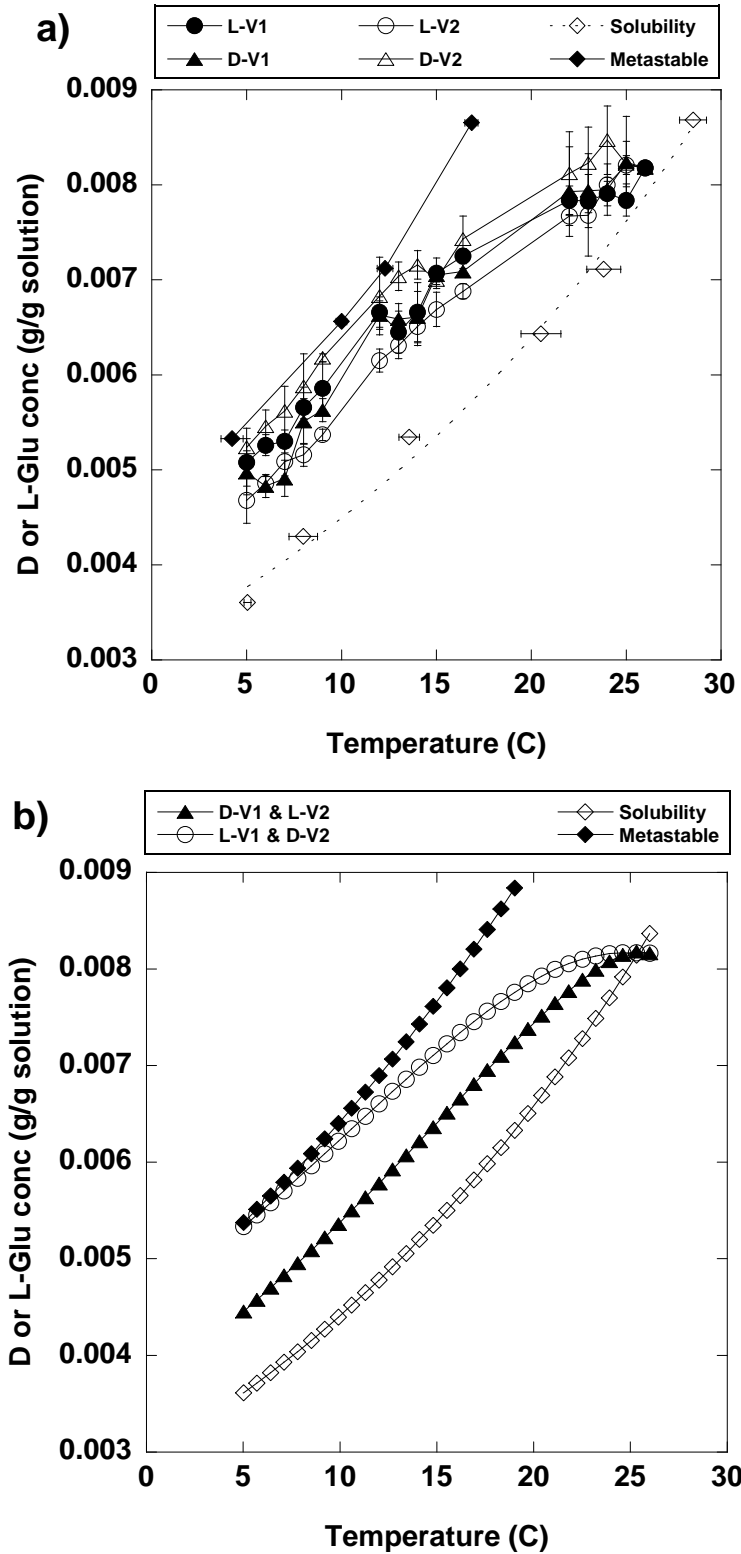 a)
L-V1 L-V2 Solubility
D-V1 D-V2 Metastable
0.009
0.008
0.007
0.006
0.005
0.004
0.003
D or L-Glu conc (g/g solution)
0 5 10 15 20 25 30
Temperature (C)
b)
D-V1 & L-V2 Solubility
L-V1 & D-V2 Metastable
0.009
0.008
0.007
0.006
0.005
0.004
0.003
D or L-Glu conc (g/g solution)
0 5 10 15 20 25 30
Temperature (C)